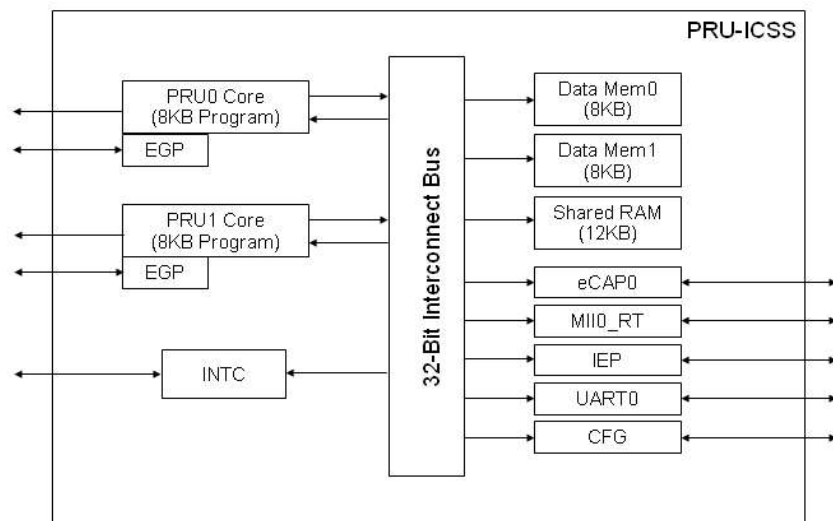 PRU-ICSS
PRU0 Core
(8KB Program)
EGP
PRU1 Core
(8KB Program)
EGP
INTC
32-Bit Interconnect Bus
Data Mem0
(8KB)
Data Mem1
(8KB)
Shared RAM
(12KB)
eCAP0
MII0_RT
IEP
UART0
CFG